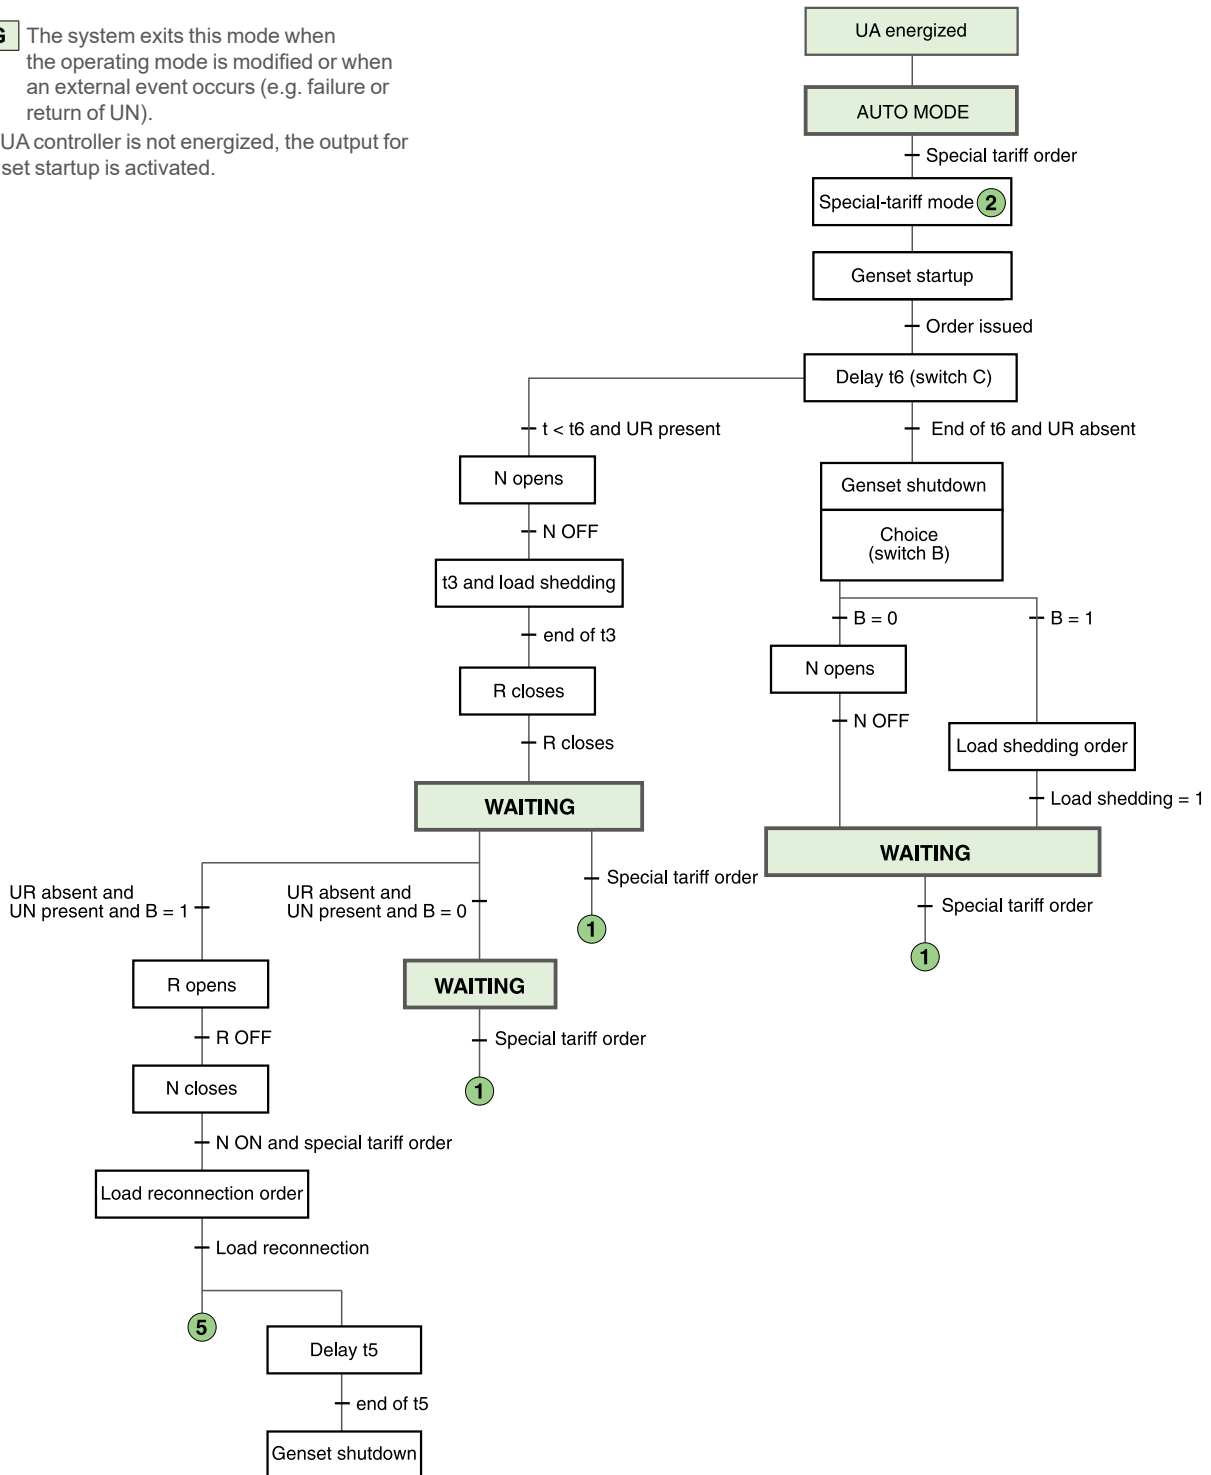 G The system exits this mode when
the operating mode is modified or when
an external event occurs (e.g. failure or
return of UN).
UA controller is not energized, the output for
set startup is activated.
UA energized
AUTO MODE
Special tariff order
Special-tariff mode 2
Genset startup
Order issued
Delay t6 (switch C)
t < t6 and UR present
End of t6 and UR absent
N opens
Genset shutdown
N OFF
Choice
(switch B)
t3 and load shedding
B = 0
B = 1
end of t3
N opens
R closes
N OFF
Load shedding order
R closes
WAITING
Load shedding = 1
WAITING
Special tariff order
UR absent and
UN present and B = 1
UR absent and
UN present and B = 0
Special tariff order
1
1
R opens
WAITING
R OFF
Special tariff order
N closes
1
N ON and special tariff order
Load reconnection order
Load reconnection
5
Delay t5
end of t5
Genset shutdown